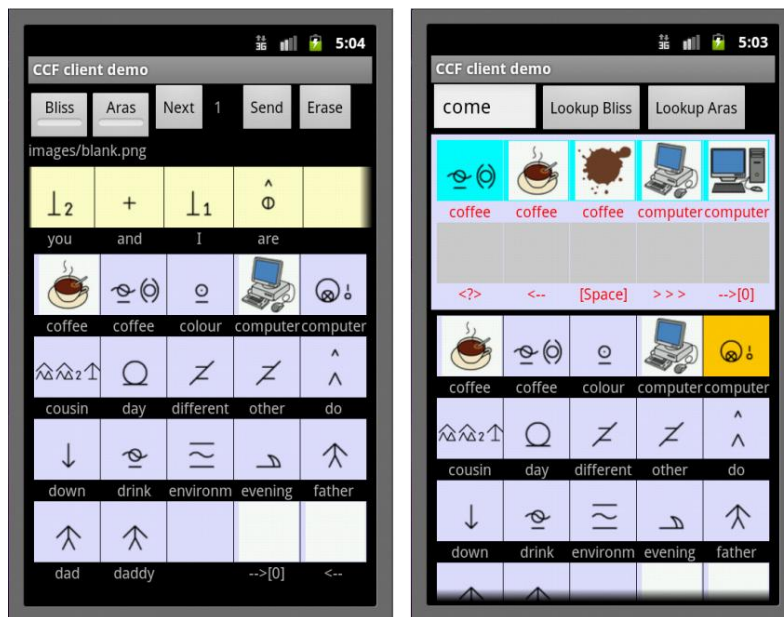 3G 5:04
CCF client demo
Bliss Aras Next 1 Send Erase
images/blank.png
you and I are
coffee coffee colour computer computer
cousin day different other do
down drink environm evening father
dad daddy -->[0] <--
3G 5:03
CCF client demo
come Lookup Bliss Lookup Aras
coffee coffee coffee computer computer
<?> <-- [Space] > > > -->[0]
coffee coffee colour computer computer
cousin day different other do
down drink environm evening father